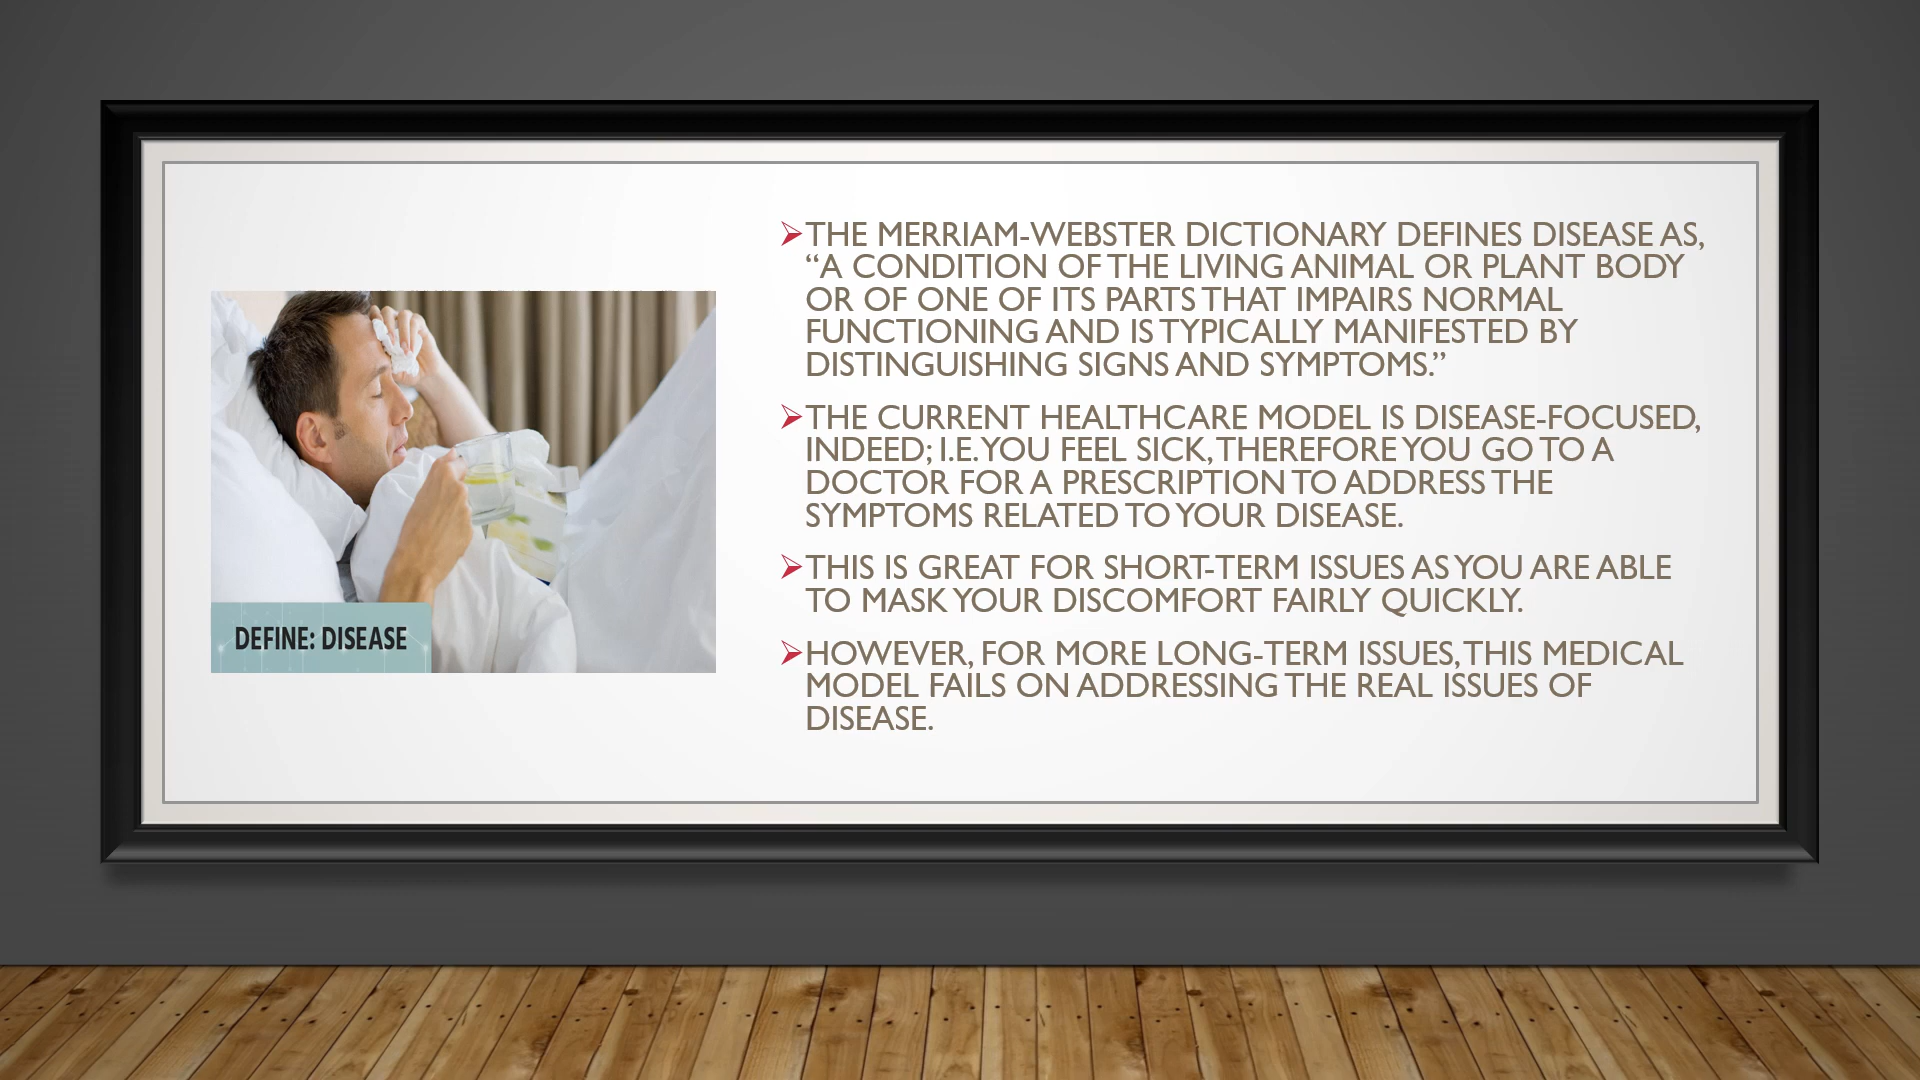 THE MERRIAM-WEBSTER DICTIONARY DEFINES DISEASE AS,
“A CONDITION OF THE LIVING ANIMAL OR PLANT BODY
OR OF ONE OF ITS PARTS THAT IMPAIRS NORMAL
FUNCTIONING AND IS TYPICALLY MANIFESTED BY
DISTINGUISHING SIGNS AND SYMPTOMS.”
THE CURRENT HEALTHCARE MODEL IS DISEASE-FOCUSED,
INDEED; I.E. YOU FEEL SICK, THEREFORE YOU GO TO A
DOCTOR FOR A PRESCRIPTION TO ADDRESS THE
SYMPTOMS RELATED TO YOUR DISEASE.
THIS IS GREAT FOR SHORT-TERM ISSUES AS YOU ARE ABLE
TO MASK YOUR DISCOMFORT FAIRLY QUICKLY.
HOWEVER, FOR MORE LONG-TERM ISSUES, THIS MEDICAL
MODEL FAILS ON ADDRESSING THE REAL ISSUES OF
DISEASE.
DEFINE: DISEASE